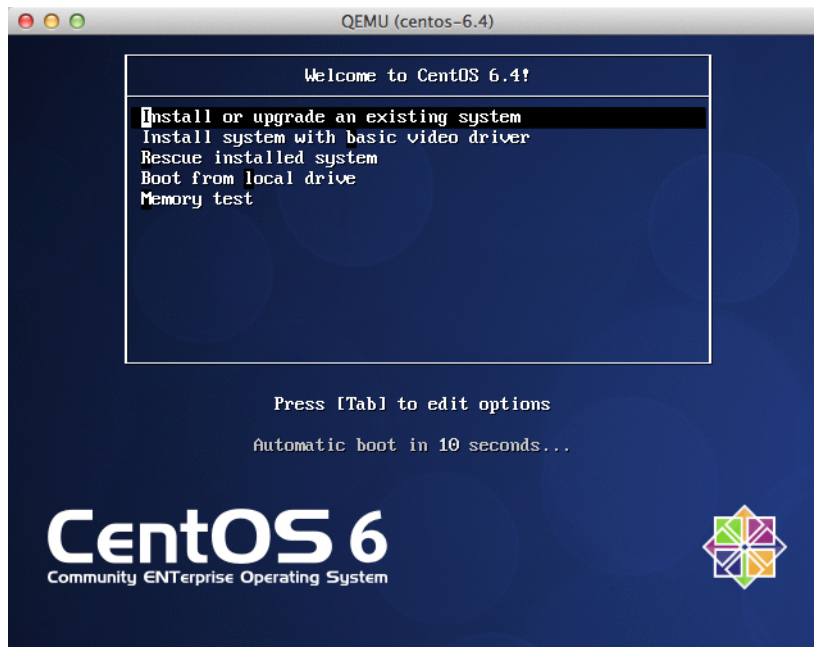 QEMU (centos-6.4)
Welcome to CentOS 6.4!
Install or upgrade an existing system
Install system with basic video driver
Rescue installed system
Boot from local drive
Memory test
Press [Tab] to edit options
Automatic boot in 10 seconds...
CentOS 6
Community ENTerprise Operating System